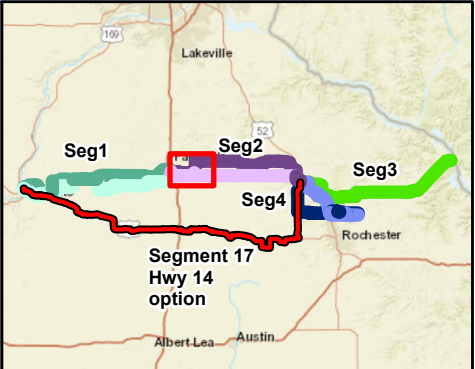 169
Lakeville
52
Seg1
Seg2
Seg3
Seg4
Rochester
Segment 17
Hwy 14
option
Albert Lea
Austin